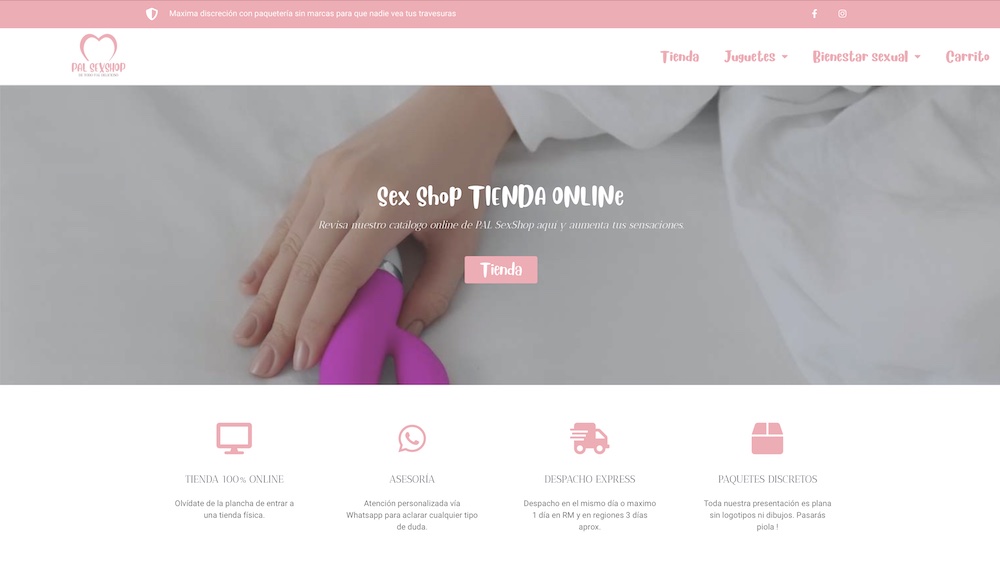 Maxima discreción con paquetería sin marcas para que nadie vea tus travesuras
PAL SEXSHOP
Tienda Juguetes Bienestar sexual Carrito
Sex Shop TIENDA ONLINe
Revisa nuestro catálogo online de PAL SexShop aquí y aumenta tus sensaciones.
Tienda
TIENDA 100% ONLINE
Olvídate de la plancha de entrar a
una tienda física.
ASESORÍA
Atención personalizada vía
Whatsapp para aclarar cualquier tipo
de duda.
DESPACHO EXPRESS
Despacho en el mismo día o maximo
1 día en RM y en regiones 3 días
aprox.
PAQUETES DISCRETOS
Toda nuestra presentación es plana
sin logotipos ni dibujos. Pasarás
piola !